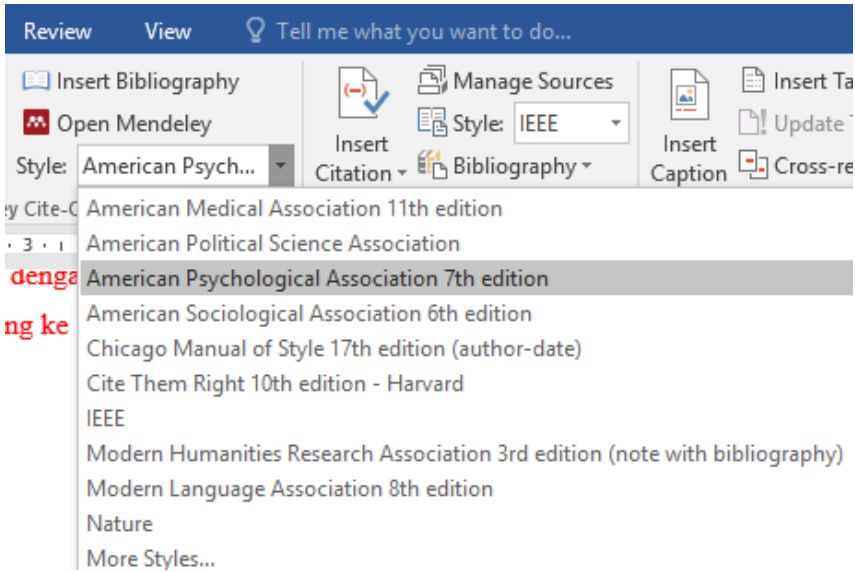 Review View Tell me what you want to do...
Insert Bibliography
Open Mendeley
Style: American Psych...
Insert
Citation
Manage Sources
Style: IEEE
Bibliography
Insert
Caption
Insert Ta
Update
Cross-re
ey Cite-O
· 3 · ı
denga
ng ke
American Medical Association 11th edition
American Political Science Association
American Psychological Association 7th edition
American Sociological Association 6th edition
Chicago Manual of Style 17th edition (author-date)
Cite Them Right 10th edition - Harvard
IEEE
Modern Humanities Research Association 3rd edition (note with bibliography)
Modern Language Association 8th edition
Nature
More Styles...